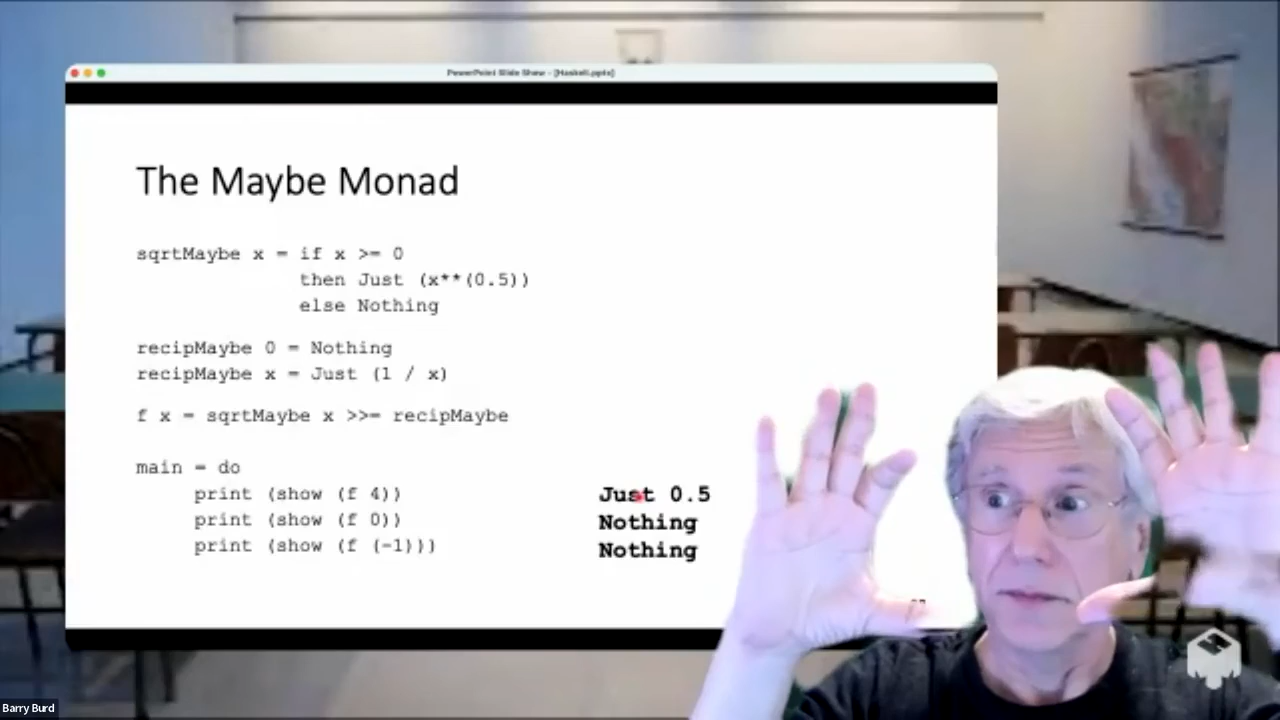 PowerPoint Slide Show - [Haskell.pptx]
The Maybe Monad
sqrtMaybe x = if x >= 0
then Just (x**(0.5))
else Nothing
recipMaybe 0 = Nothing
recipMaybe x = Just (1 / x)
f x = sqrtMaybe x >>= recipMaybe
main = do
print (show (f 4))
print (show (f 0))
print (show (f (-1)))
Just 0.5
Nothing
Nothing
Barry Burd